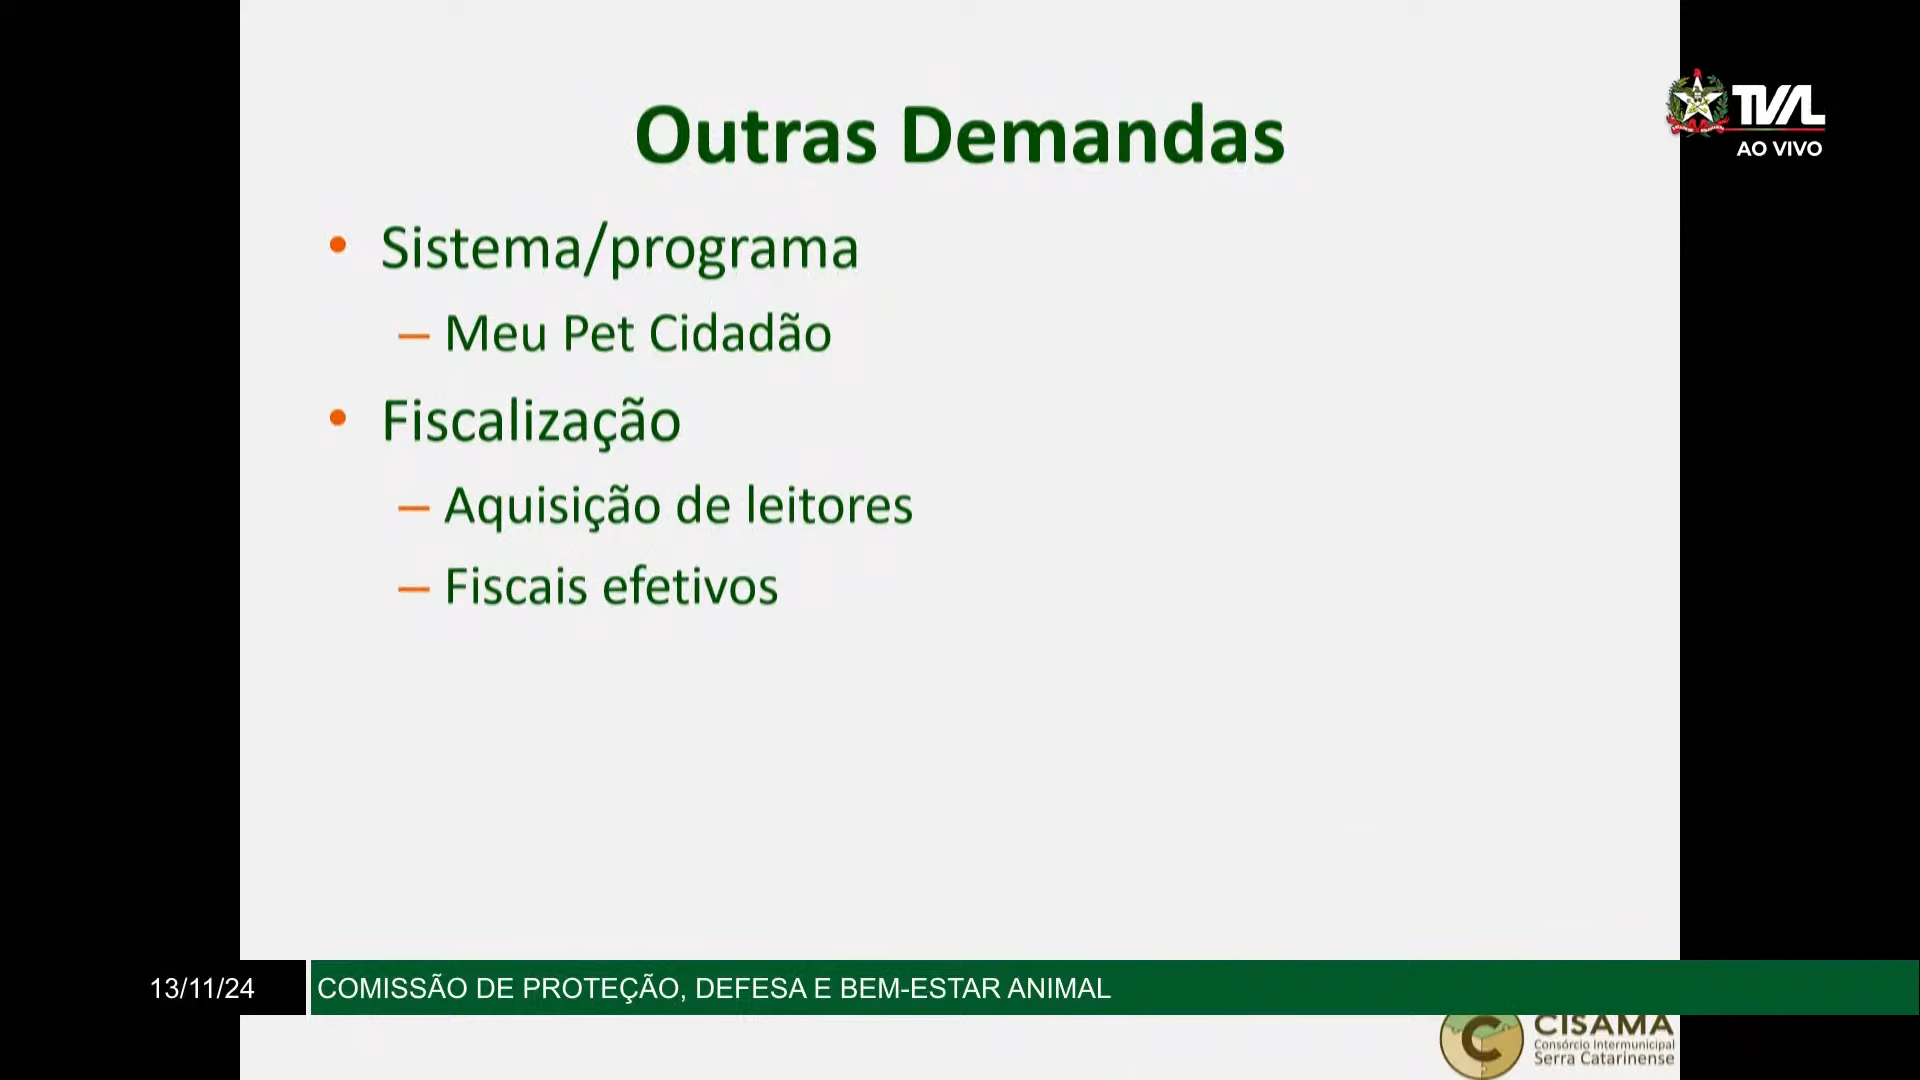 Outras Demandas
TVAL
AO VIVO
• Sistema/programa
– Meu Pet Cidadão
• Fiscalização
– Aquisição de leitores
– Fiscais efetivos
13/11/24
COMISSÃO DE PROTEÇÃO, DEFESA E BEM-ESTAR ANIMAL
CISAMA
Consórcio Intermunicipal
Serra Catarinense